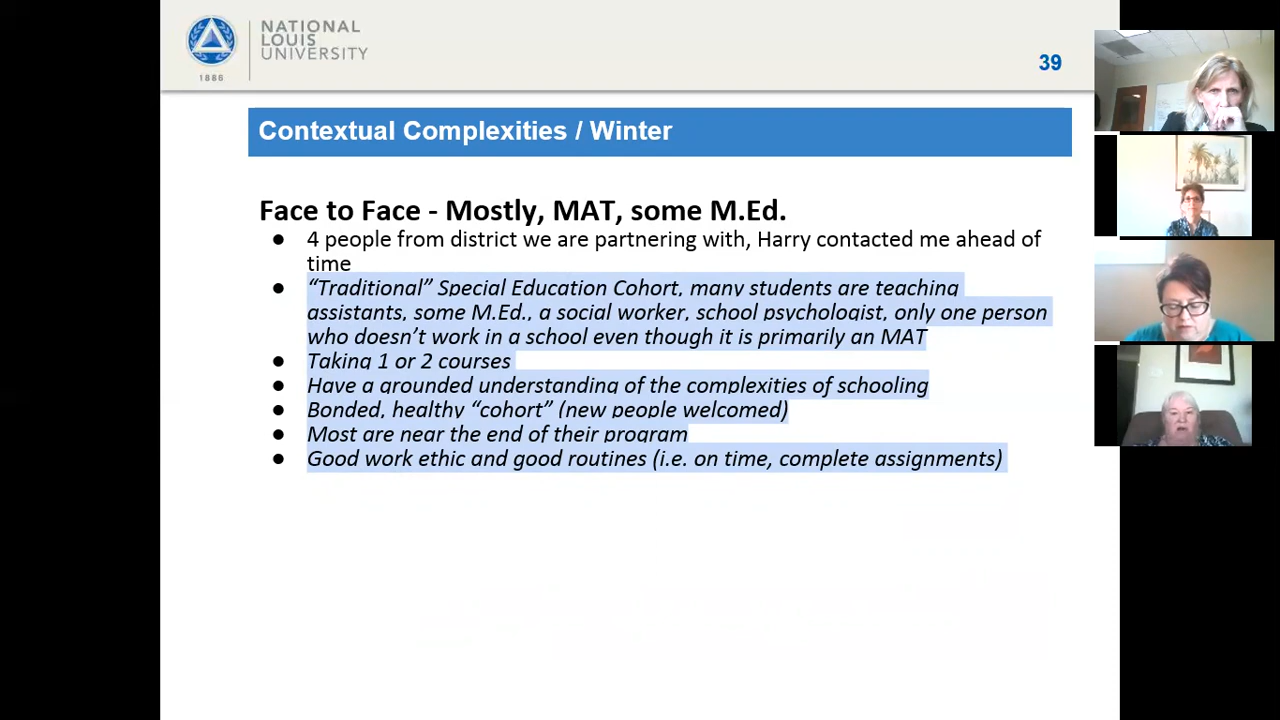 NATIONAL
LOUIS
UNIVERSITY
1886
39
Contextual Complexities / Winter
Face to Face - Mostly, MAT, some M.Ed.
● 4 people from district we are partnering with, Harry contacted me ahead of
time
● “Traditional” Special Education Cohort, many students are teaching
assistants, some M.Ed., a social worker, school psychologist, only one person
who doesn’t work in a school even though it is primarily an MAT
● Taking 1 or 2 courses
● Have a grounded understanding of the complexities of schooling
● Bonded, healthy “cohort” (new people welcomed)
● Most are near the end of their program
● Good work ethic and good routines (i.e. on time, complete assignments)